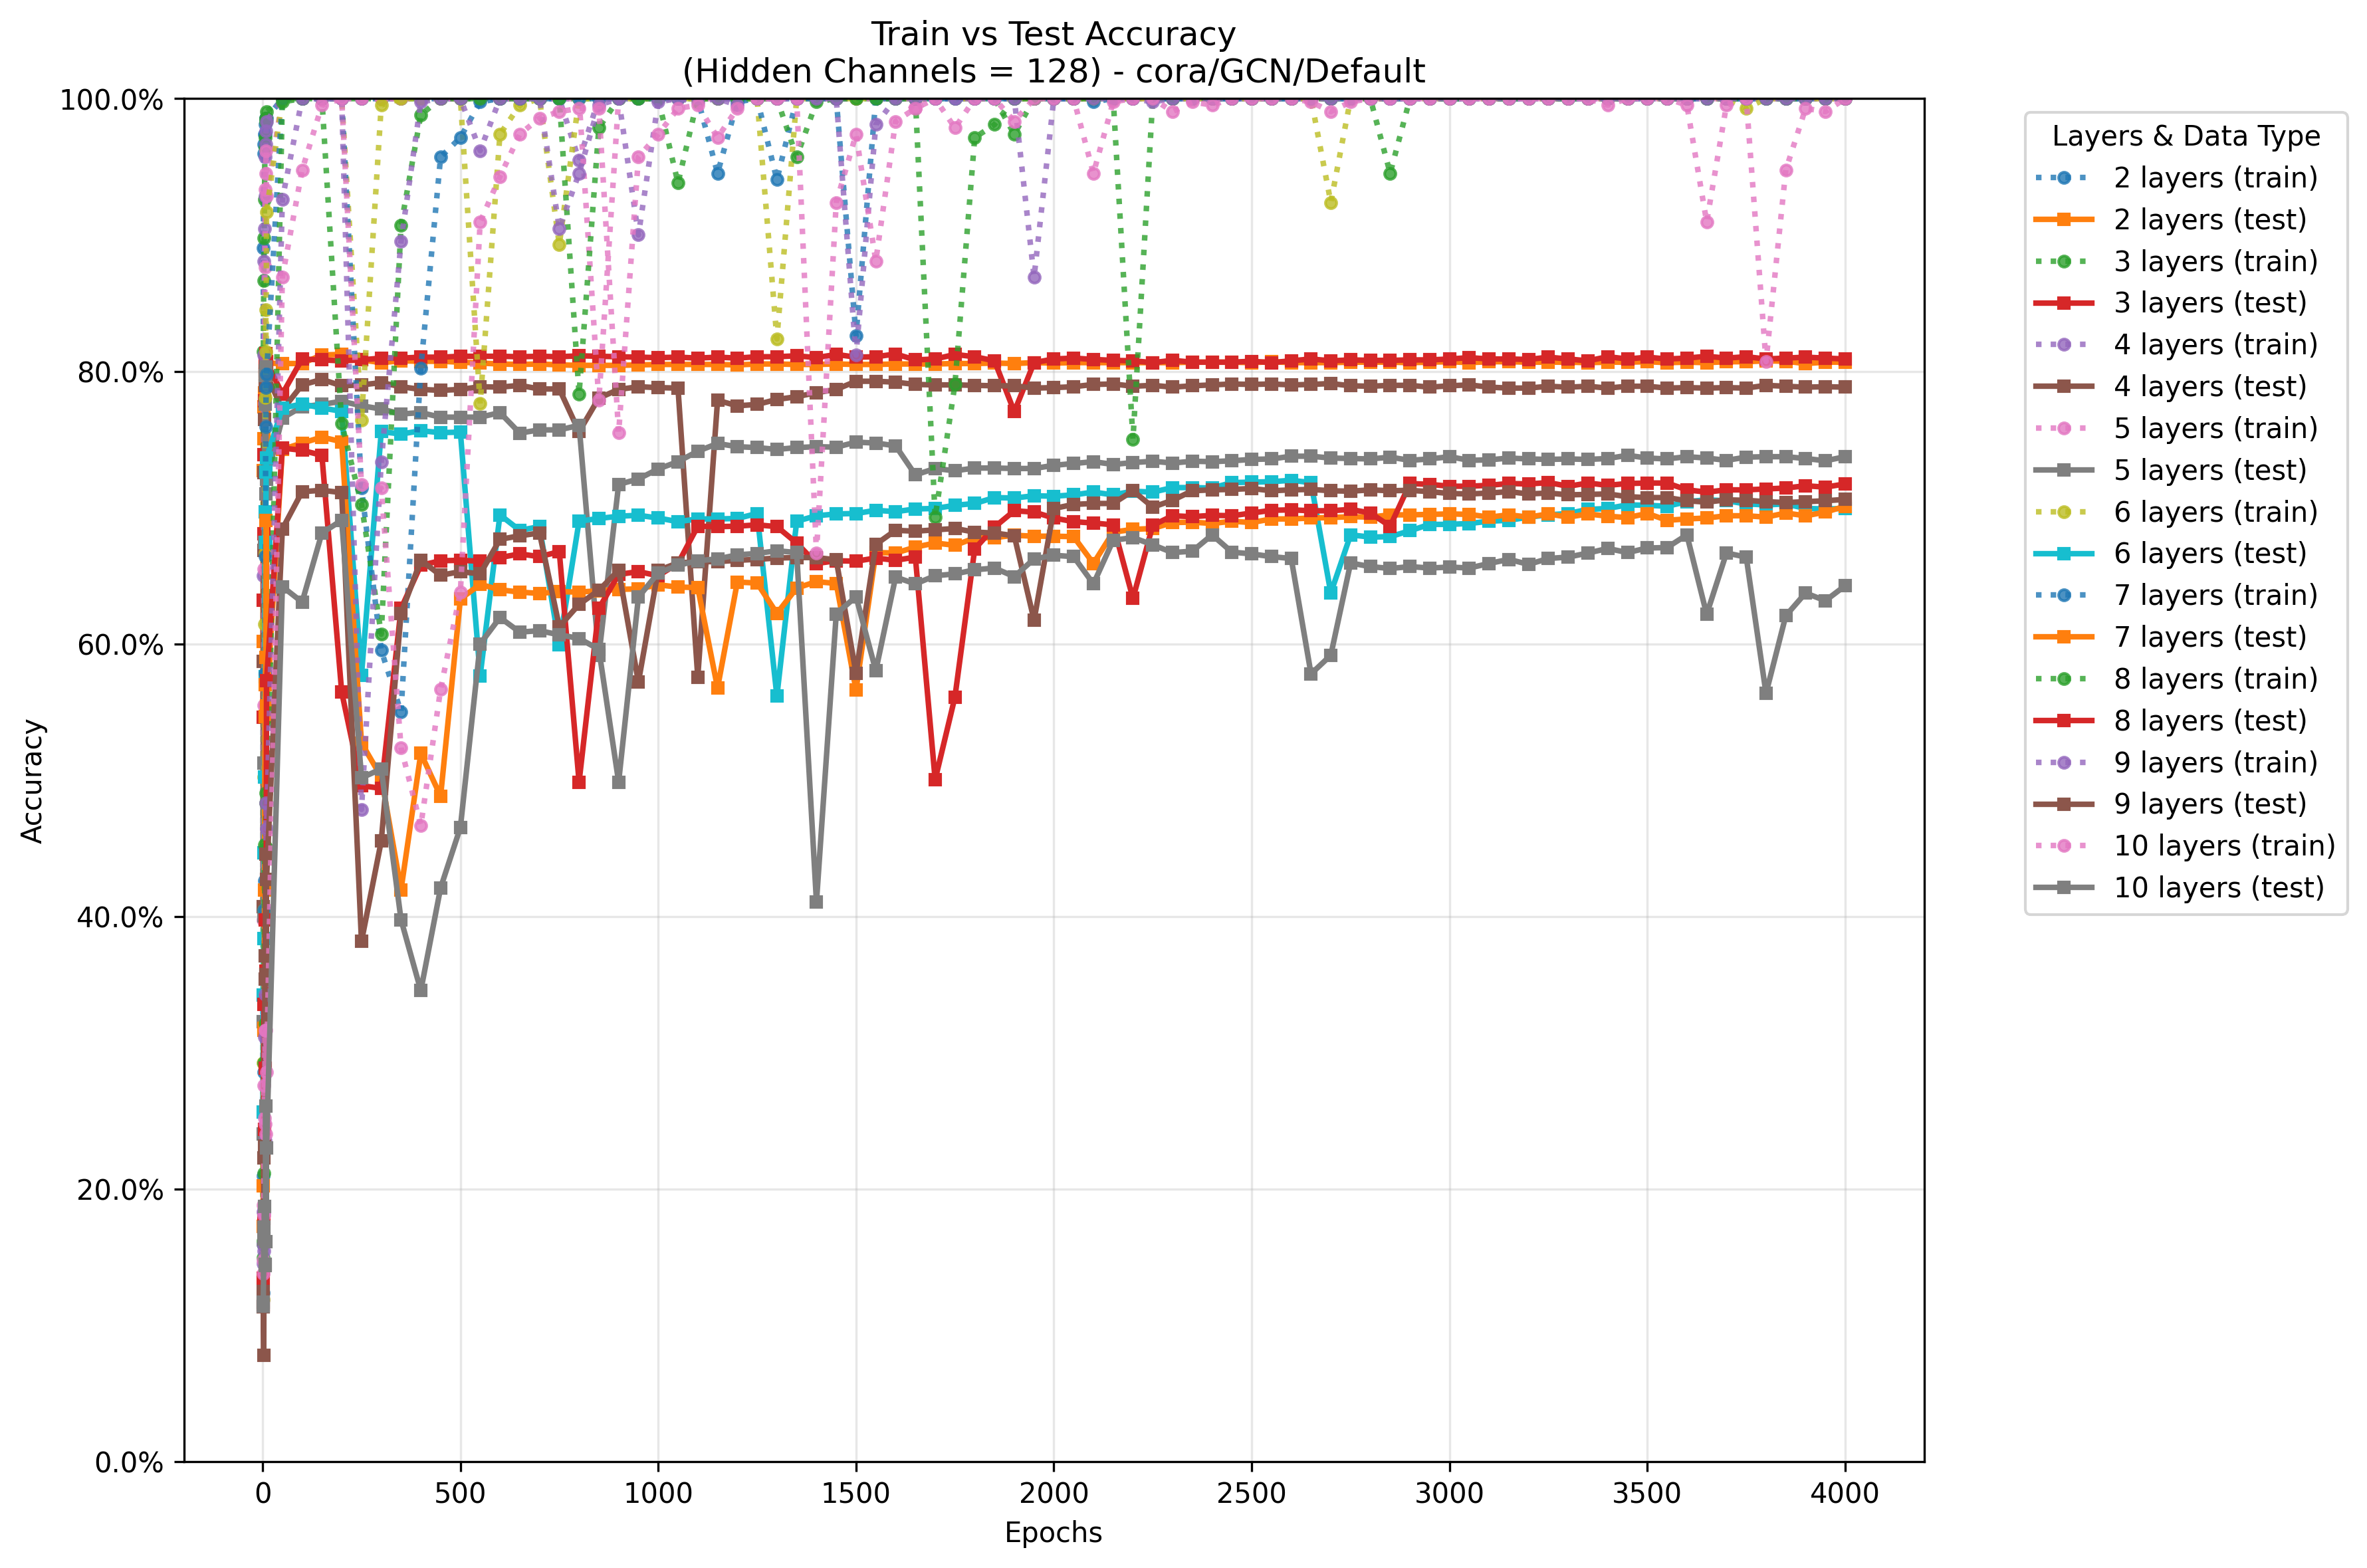 Train vs Test Accuracy
(Hidden Channels = 128) - cora/GCN/Default
100.0%
80.0%
60.0%
40.0%
20.0%
0.0%
Accuracy
0
500
1000
1500
2000
2500
3000
3500
4000
Epochs
Layers & Data Type
2 layers (train)
2 layers (test)
3 layers (train)
3 layers (test)
4 layers (train)
4 layers (test)
5 layers (train)
5 layers (test)
6 layers (train)
6 layers (test)
7 layers (train)
7 layers (test)
8 layers (train)
8 layers (test)
9 layers (train)
9 layers (test)
10 layers (train)
10 layers (test)